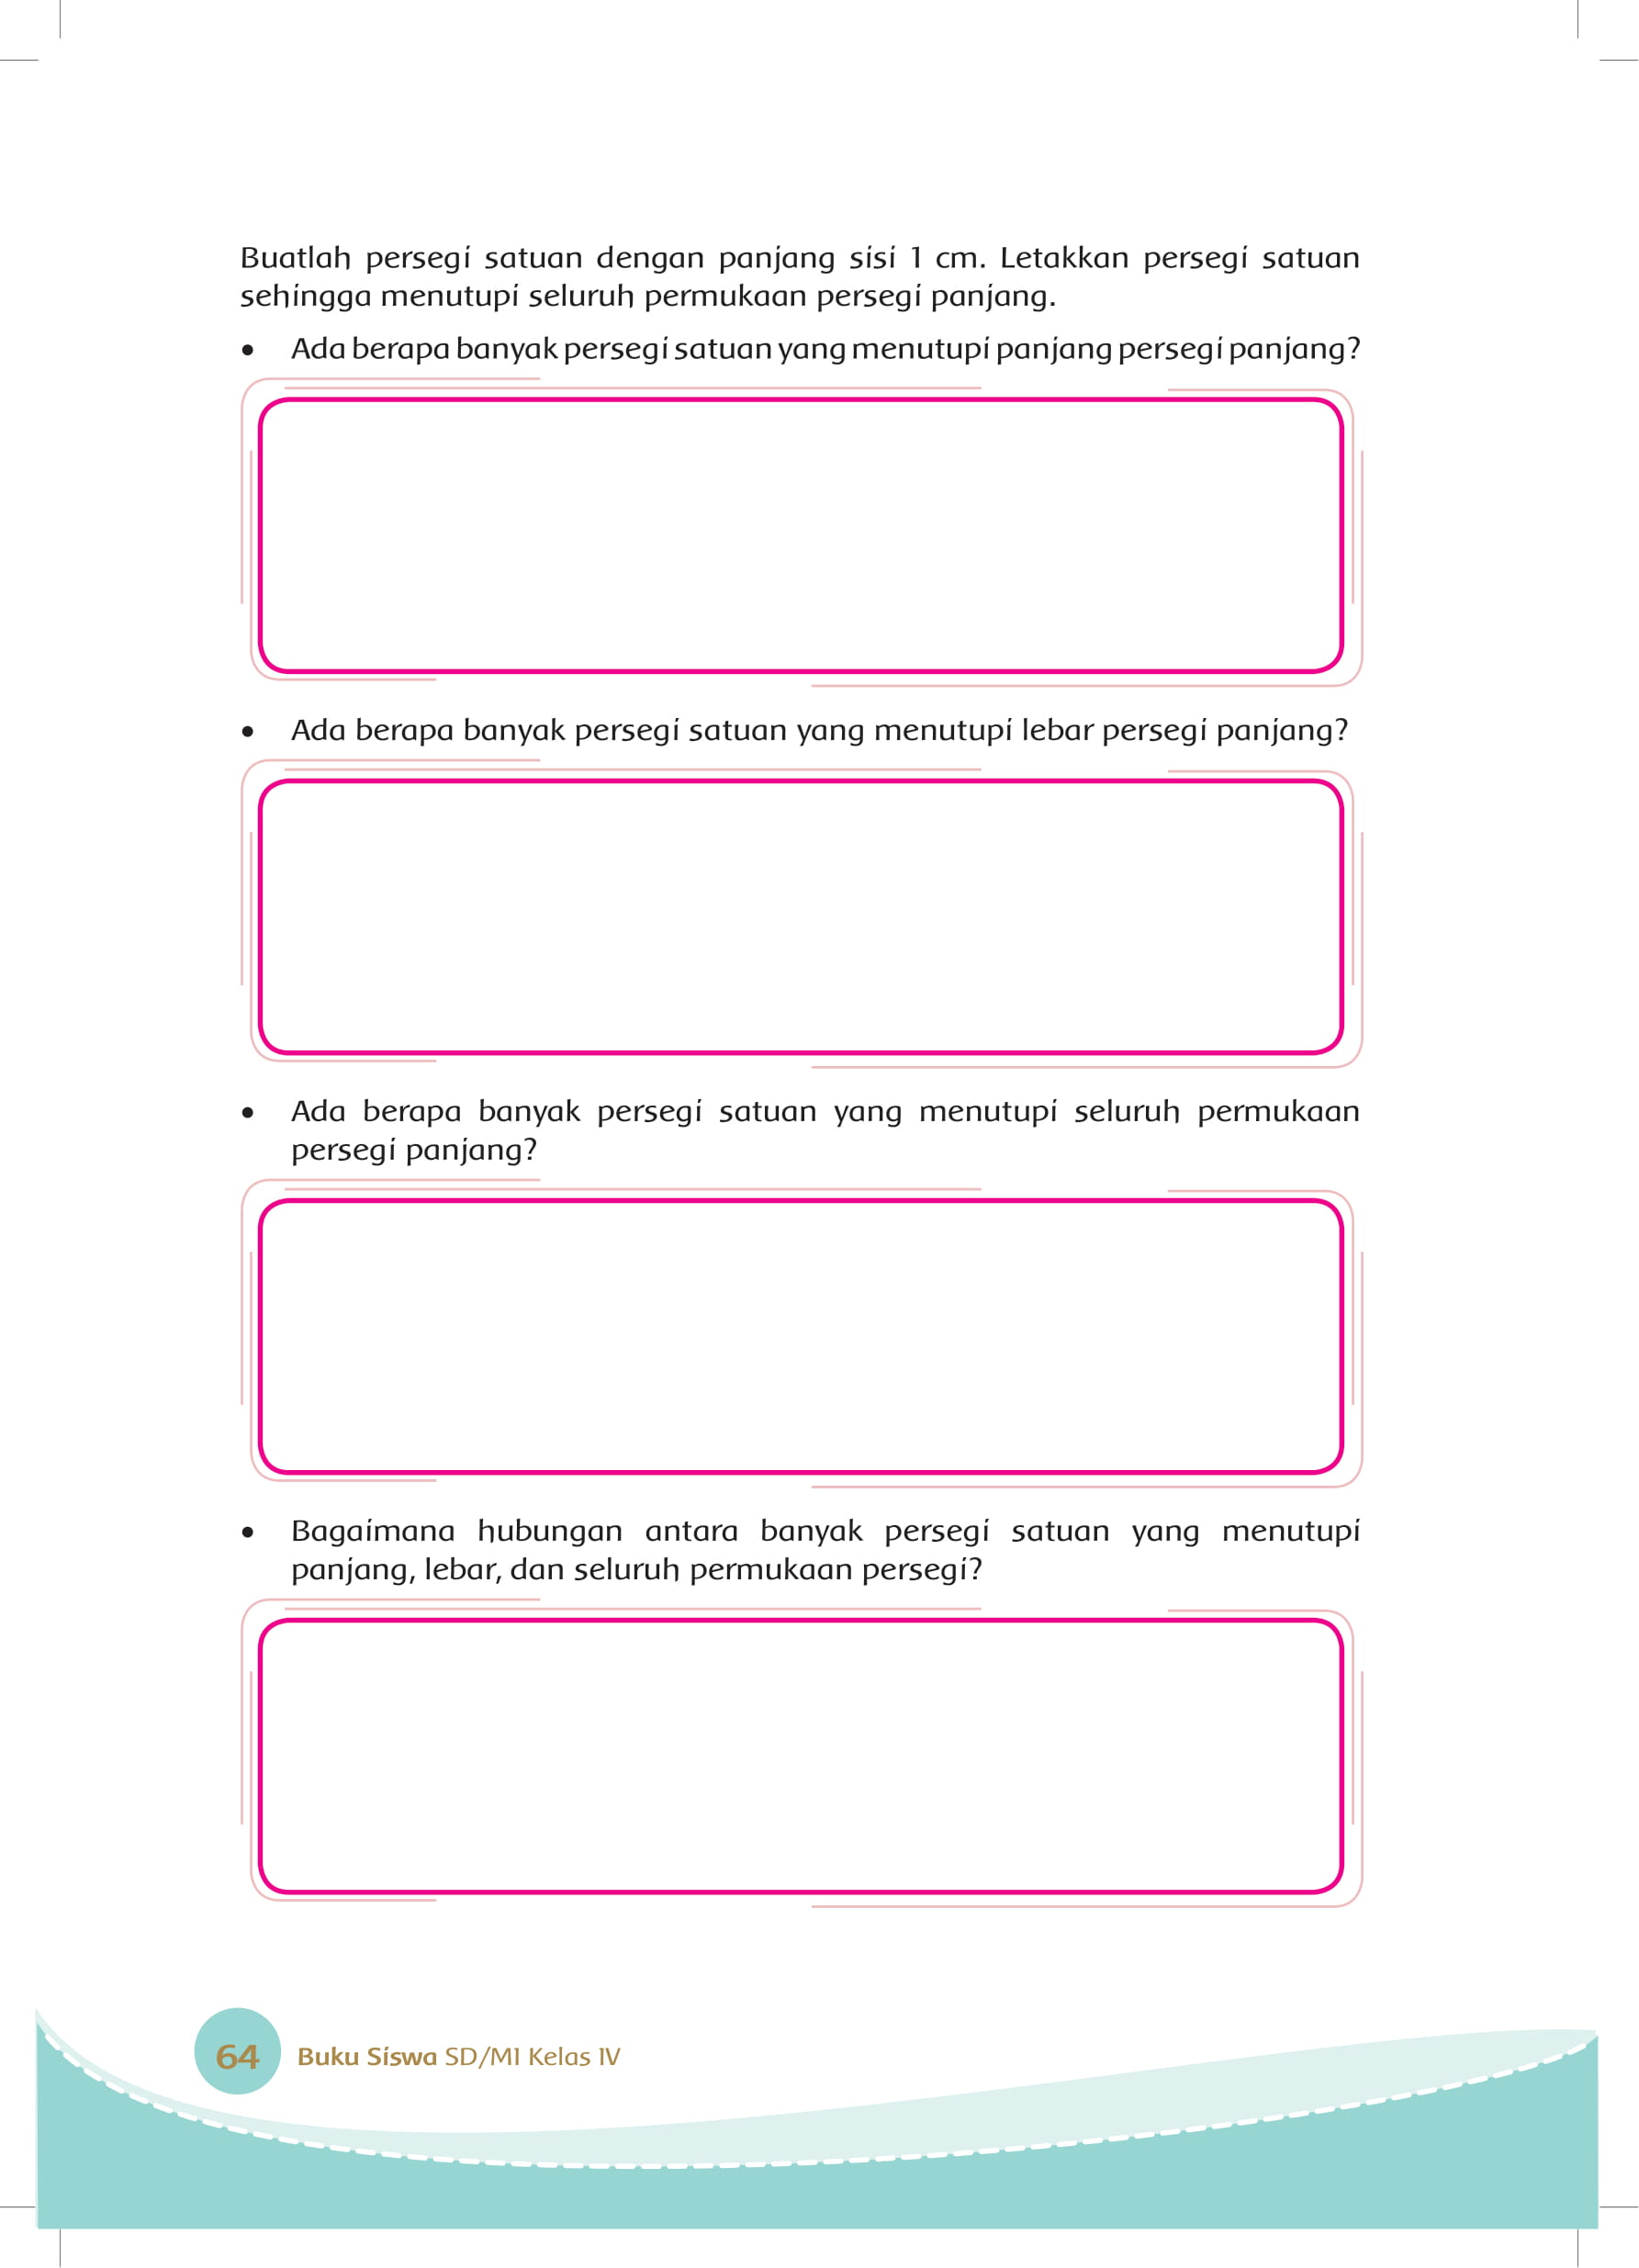 Buatlah persegi satuan dengan panjang sisi 1 cm. Letakkan persegi satuan
sehingga menutupi seluruh permukaan persegi panjang.
• Ada berapa banyak persegi satuan yang menutupi panjang persegi panjang?
• Ada berapa banyak persegi satuan yang menutupi lebar persegi panjang?
• Ada berapa banyak persegi satuan yang menutupi seluruh permukaan
persegi panjang?
• Bagaimana hubungan antara banyak persegi satuan yang menutupi
panjang, lebar, dan seluruh permukaan persegi?
64 Buku Siswa SD/MI Kelas IV